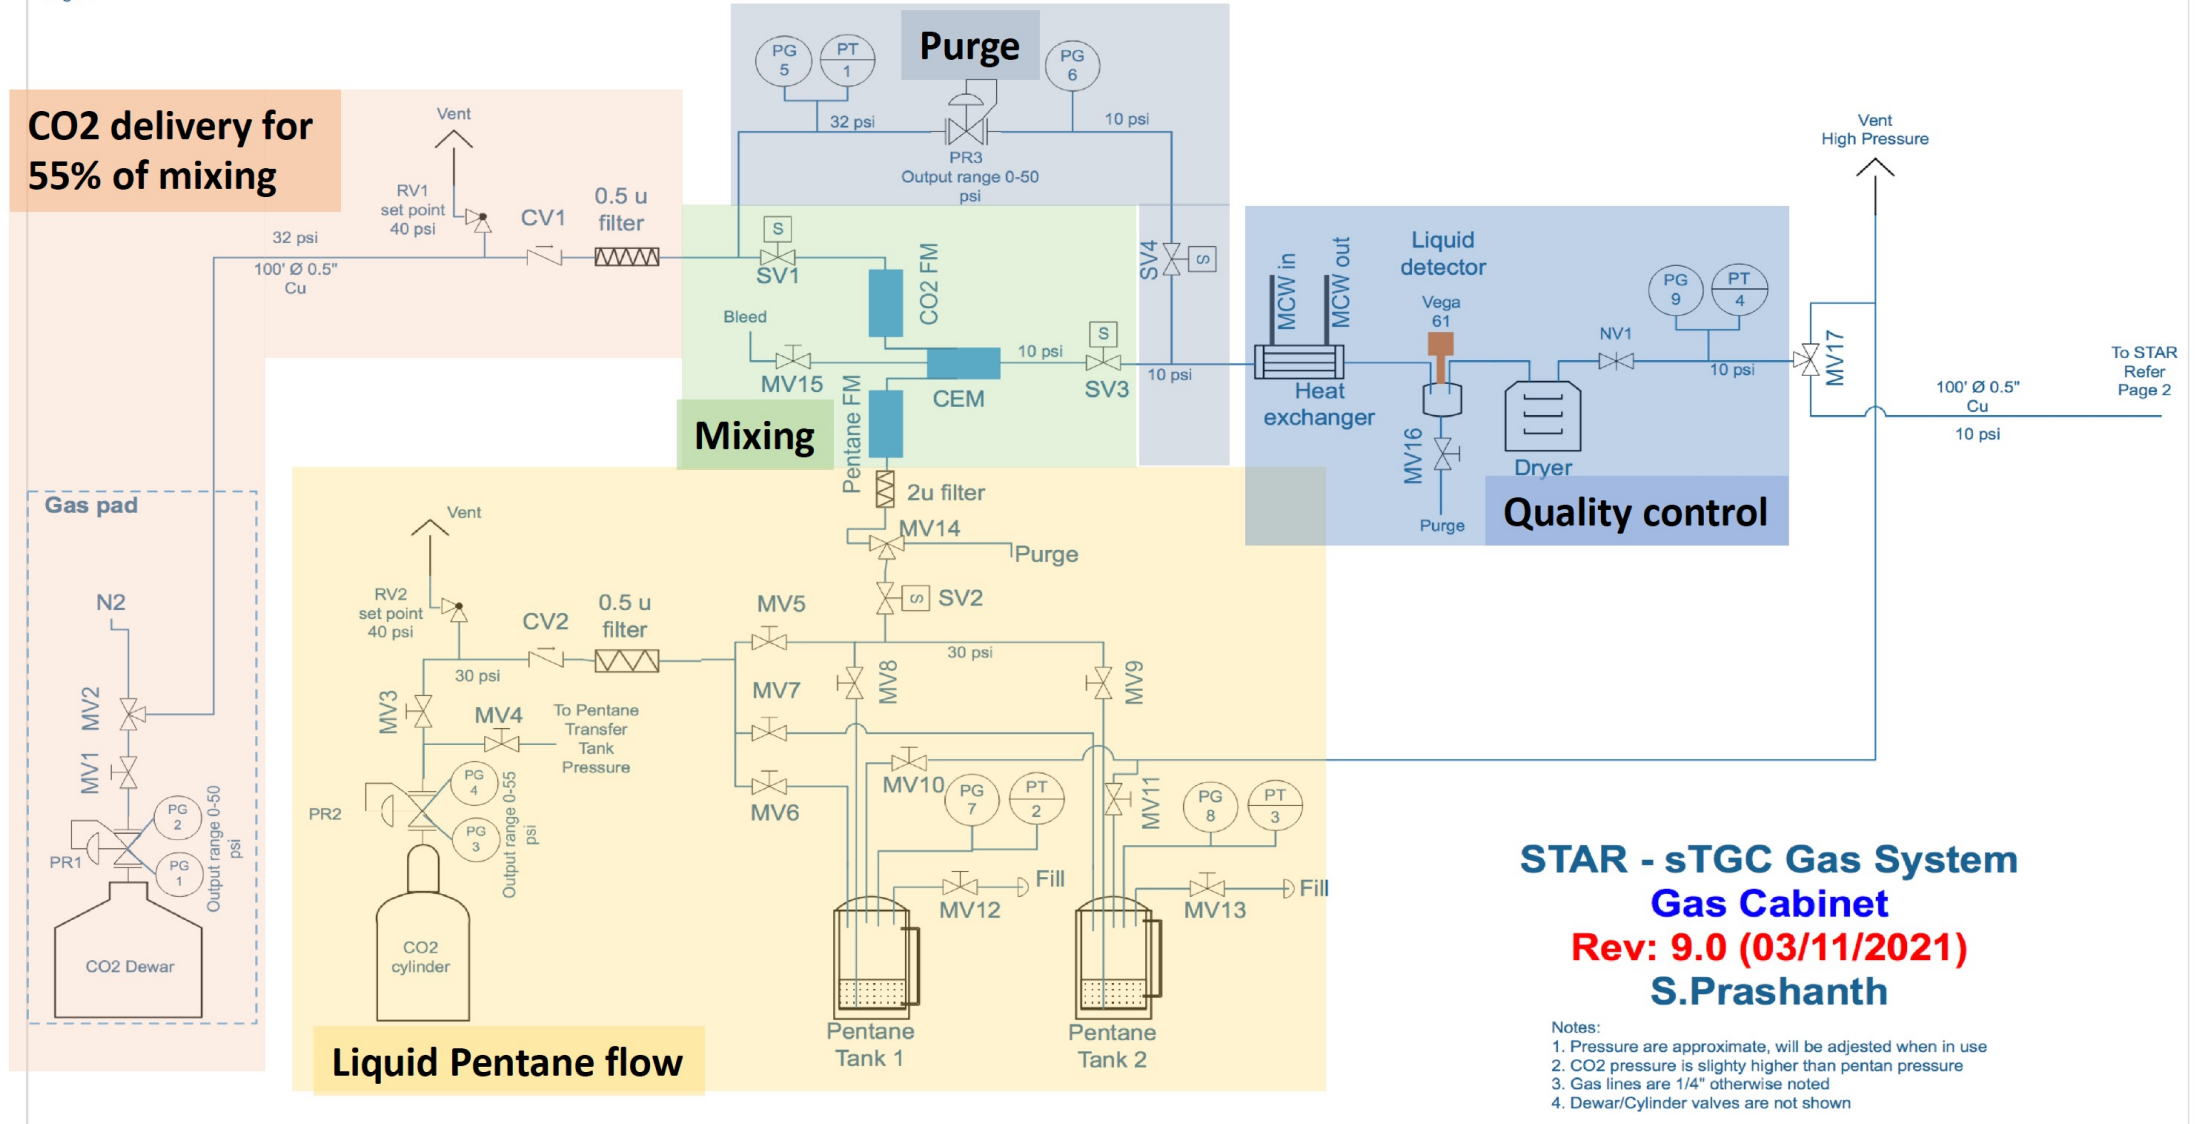 Purge
PG
5
PT
1
PG
6
32 psi
10 psi
PR3
Output range 0-50
psi
CO2 delivery for
55% of mixing
Vent
RV1
set point
40 psi
CV1
0.5 u
filter
32 psi
100' Ø 0.5"
Cu
S
SV1
CO2 FM
Bleed
MV15
CEM
10 psi
S
SV3
Pentane FM
Mixing
SV4
S
10 psi
MCW in
MCW out
Heat
exchanger
Liquid
detector
Vega
61
MV16
Purge
Dryer
NV1
PG
9
PT
4
10 psi
Quality control
Vent
High Pressure
MV17
To STAR
Refer
Page 2
100' Ø 0.5"
Cu
10 psi
Gas pad
N2
MV2
MV1
PG
2
PG
1
PR1
Output range 0-50
psi
CO2 Dewar
2u filter
MV14
Purge
S
SV2
Vent
RV2
set point
40 psi
CV2
0.5 u
filter
30 psi
MV3
MV4
To Pentane
Transfer
Tank
Pressure
PR2
PG
4
PG
3
Output range 0-55
psi
CO2
cylinder
MV5
MV7
MV6
30 psi
MV8
MV9
MV10
MV11
PG
7
PT
2
PG
8
PT
3
MV12
Fill
MV13
Fill
Pentane
Tank 1
Pentane
Tank 2
Liquid Pentane flow
STAR - sTGC Gas System
Gas Cabinet
Rev: 9.0 (03/11/2021)
S.Prashanth
Notes:
1. Pressure are approximate, will be adjested when in use
2. CO2 pressure is slighty higher than pentan pressure
3. Gas lines are 1/4" otherwise noted
4. Dewar/Cylinder valves are not shown